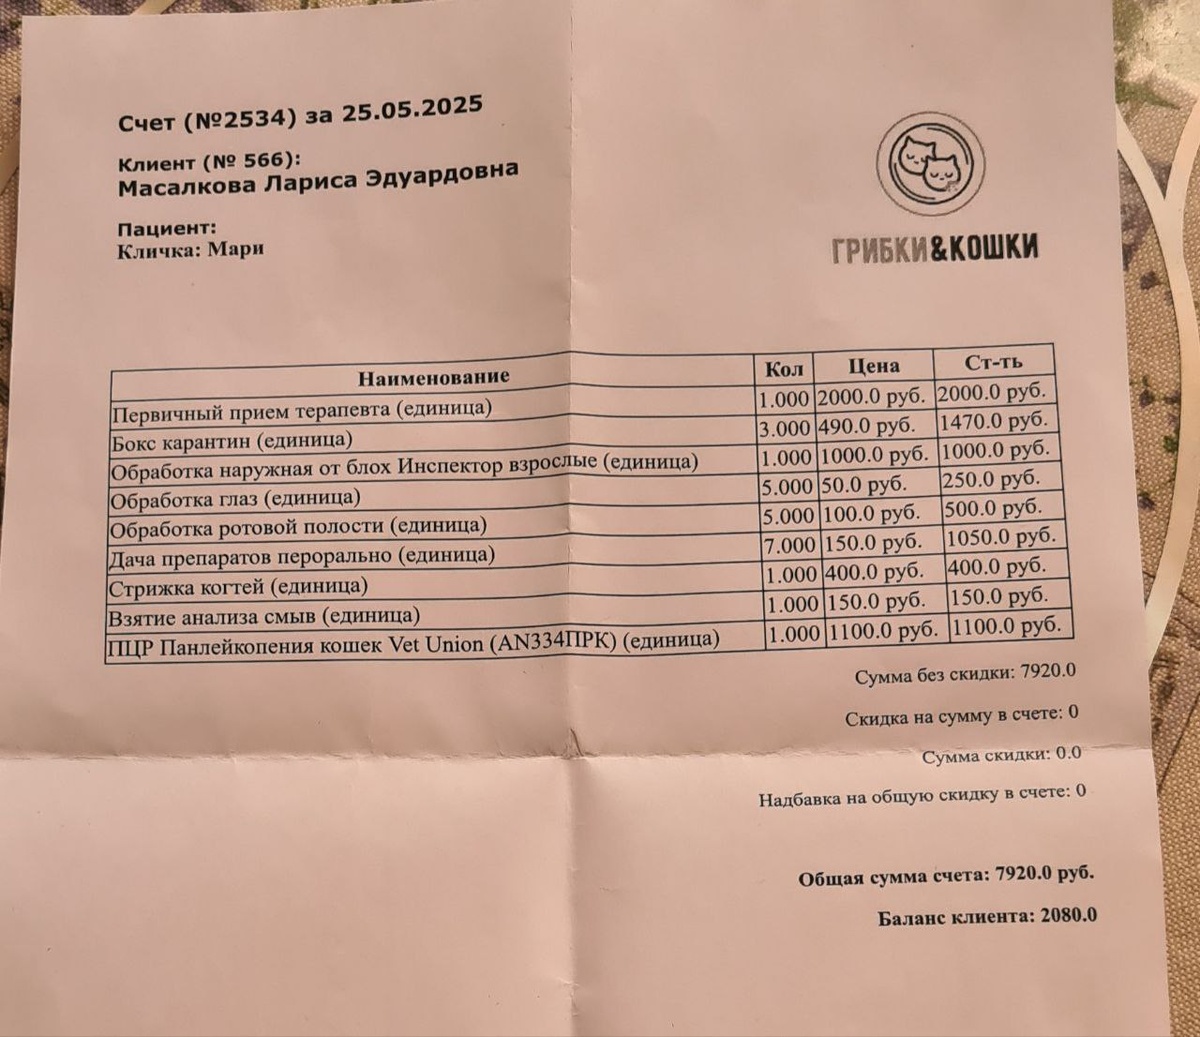 Счет (№2534) за 25.05.2025
Клиент (№ 566):
Масалкова Лариса Эдуардовна
Пациент:
Кличка: Мари
ГРИБКИ&КОШКИ
Наименование Кол Цена Ст-ть
Первичный прием терапевта (единица) 1.000 2000.0 руб. 2000.0 руб.
Бокс карантин (единица) 3.000 490.0 руб. 1470.0 руб.
Обработка наружная от блох Инспектор взрослые (единица) 1.000 1000.0 руб. 1000.0 руб.
Обработка глаз (единица) 5.000 50.0 руб. 250.0 руб.
Обработка ротовой полости (единица) 5.000 100.0 руб. 500.0 руб.
Дача препаратов перорально (единица) 7.000 150.0 руб. 1050.0 руб.
Стрижка когтей (единица) 1.000 400.0 руб. 400.0 руб.
Взятие анализа смыв (единица) 1.000 150.0 руб. 150.0 руб.
ПЦР Панлейкопения кошек Vet Union (AN334ПРК) (единица) 1.000 1100.0 руб. 1100.0 руб.
Сумма без скидки: 7920.0
Скидка на сумму в счете: 0
Сумма скидки: 0.0
Надбавка на общую скидку в счете: 0
Общая сумма счета: 7920.0 руб.
Баланс клиента: 2080.0